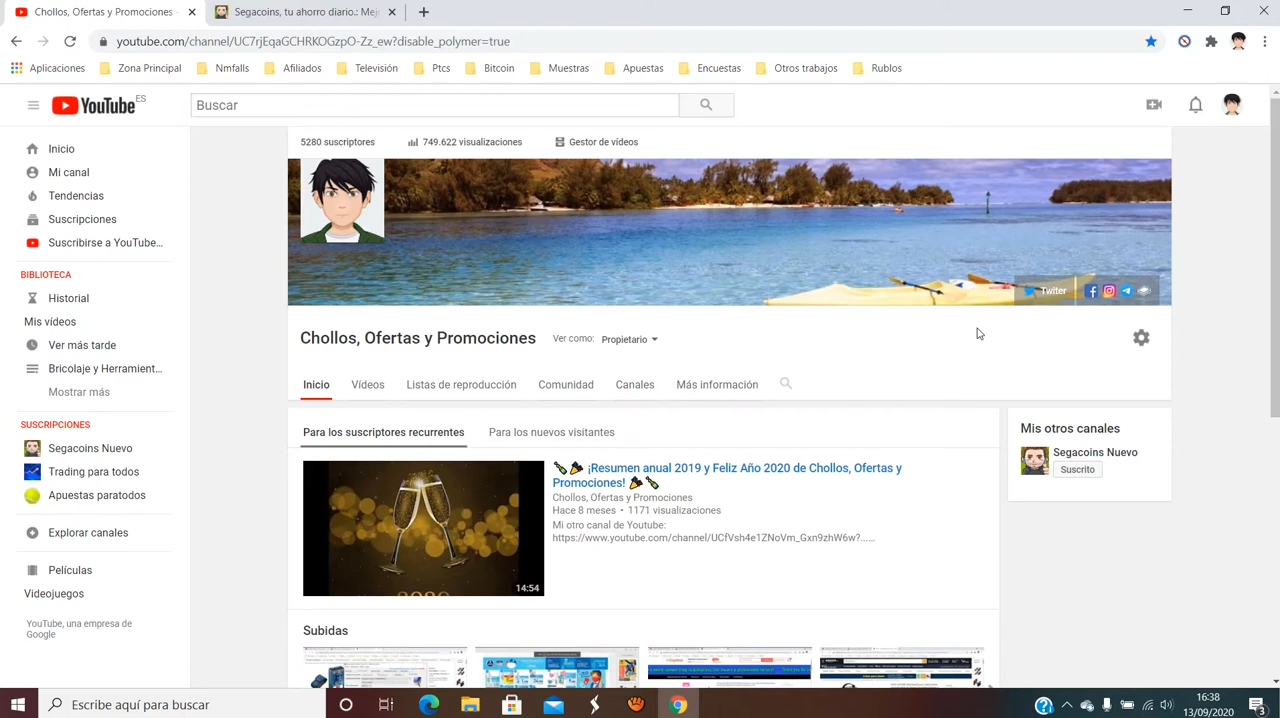 Chollos, Ofertas y Promociones -
Segacoins, tu ahorro diario.: Mej
youtube.com/channel/UC7rjEqaGCHRKOGzpO-Zz_ew?disable_polymer=true
Aplicaciones Zona Principal Nmfalls Afiliados Televisión Ptcs Bitcoin Muestras Apuestas Encuestas Otros trabajos Rublos
YouTube ES
Buscar
5280 suscriptores 749.622 visualizaciones Gestor de vídeos
Inicio
Mi canal
Tendencias
Suscripciones
Suscribirse a YouTube...
BIBLIOTECA
Historial
Mis vídeos
Ver más tarde
Bricolaje y Herramient...
Mostrar más
SUSCRIPCIONES
Segacoins Nuevo
Trading para todos
Apuestas paratodos
Explorar canales
Películas
Videojuegos
YouTube, una empresa de
Google
Twiter
Chollos, Ofertas y Promociones Ver como: Propietario
Inicio Vídeos Listas de reproducción Comunidad Canales Más información
Para los suscriptores recurrentes Para los nuevos visitantes
¡Resumen anual 2019 y Feliz Año 2020 de Chollos, Ofertas y
Promociones!
Chollos, Ofertas y Promociones
Hace 8 meses • 1171 visualizaciones
Mi otro canal de Youtube:
https://www.youtube.com/channel/UCfVsh4e1ZNoVm_Gxn9zhW6w?......
2020
14:54
Subidas
Mis otros canales
Segacoins Nuevo
Suscrito
Escribe aquí para buscar
16:38
13/09/2020
3